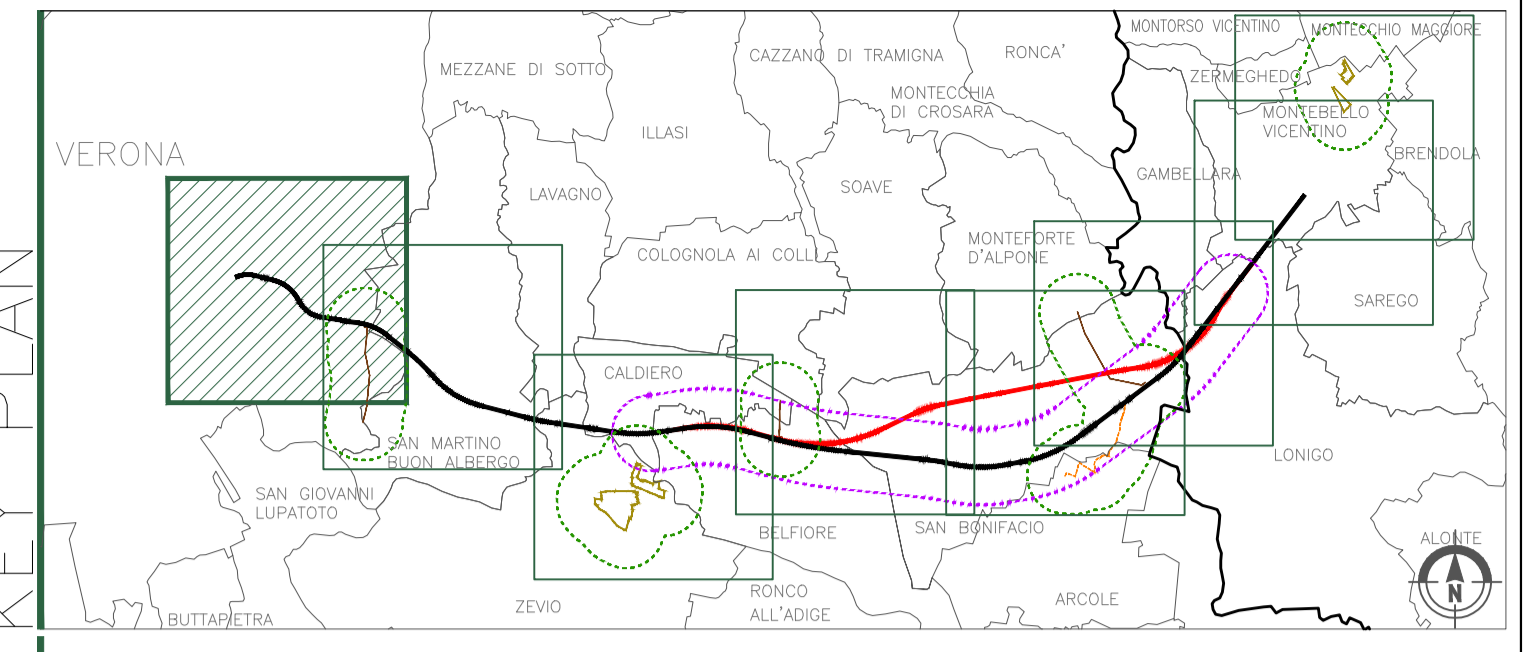 KEY PLAN
MONTORSO VICENTINO
MONTECCHIO MAGGIORE
RONCA'
CAZZANO DI TRAMIGNA
MEZZANE DI SOTTO
ZERMEGHEDO
MONTECCHIA
DI CROSARA
MONTEBELLO
VICENTINO
ILLASI
VERONA
BRENDOLA
GAMBELLARA
SOAVE
LAVAGNO
MONTEFORTE
D'ALPONE
COLOGNOLA AI COLLI
SAREGO
CALDIERO
SAN MARTINO
BUON ALBERGO
LONIGO
SAN GIOVANNI
LUPATOTO
BELFIORE
SAN BONIFACIO
ALONTE
RONCO
ALL'ADIGE
ZEVIO
ARCOLE
BUTTAPIETRA
N